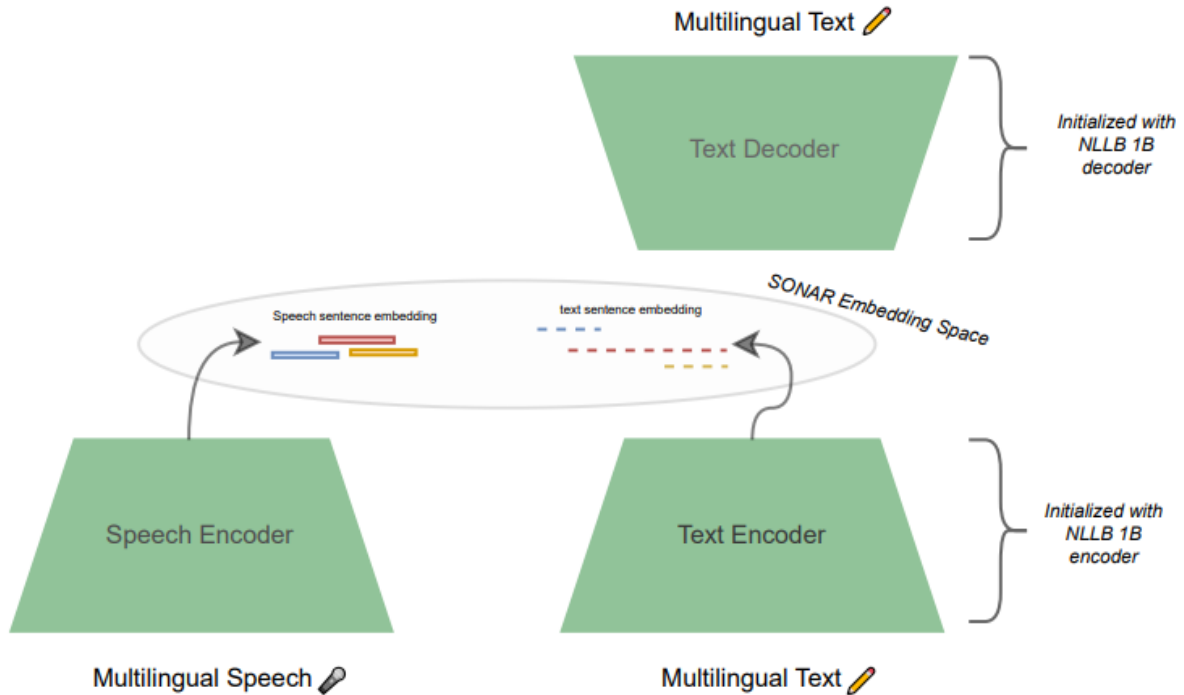 Multilingual Text
Text Decoder
Initialized with
NLLB 1B
decoder
SONAR Embedding Space
Speech sentence embedding
text sentence embedding
Speech Encoder
Text Encoder
Initialized with
NLLB 1B
encoder
Multilingual Speech
Multilingual Text